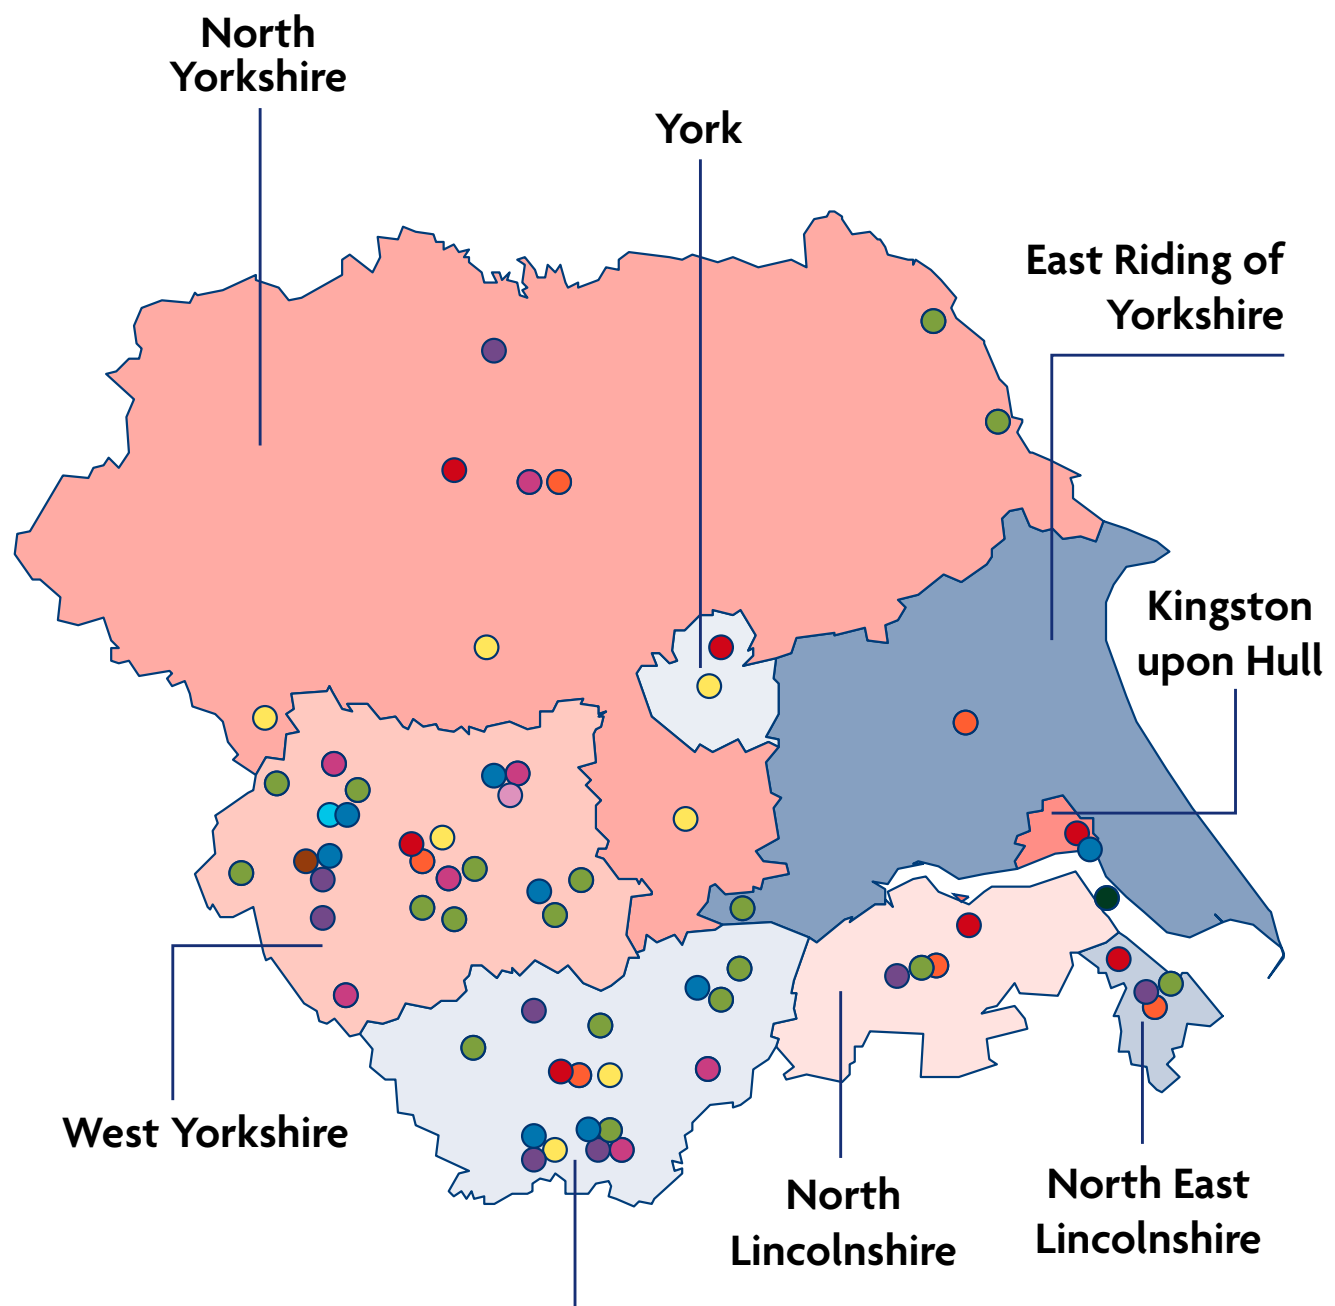 North
Yorkshire
York
East Riding of
Yorkshire
Kingston
upon Hull
West Yorkshire
North
Lincolnshire
North East
Lincolnshire